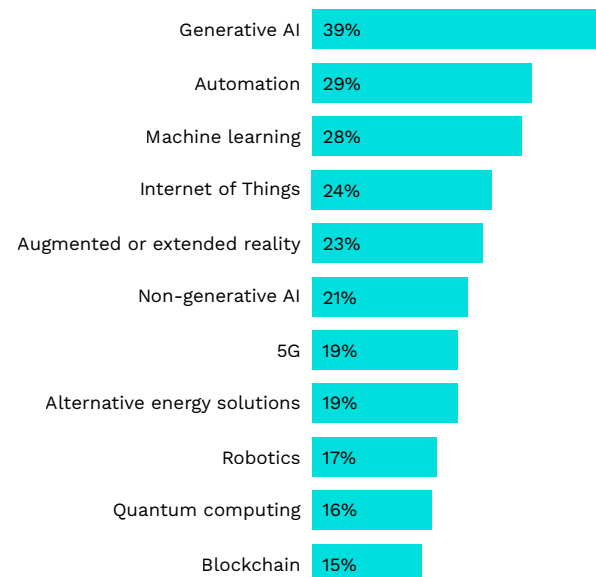 Generative AI 39%
Automation 29%
Machine learning 28%
Internet of Things 24%
Augmented or extended reality 23%
Non-generative AI 21%
5G 19%
Alternative energy solutions 19%
Robotics 17%
Quantum computing 16%
Blockchain 15%